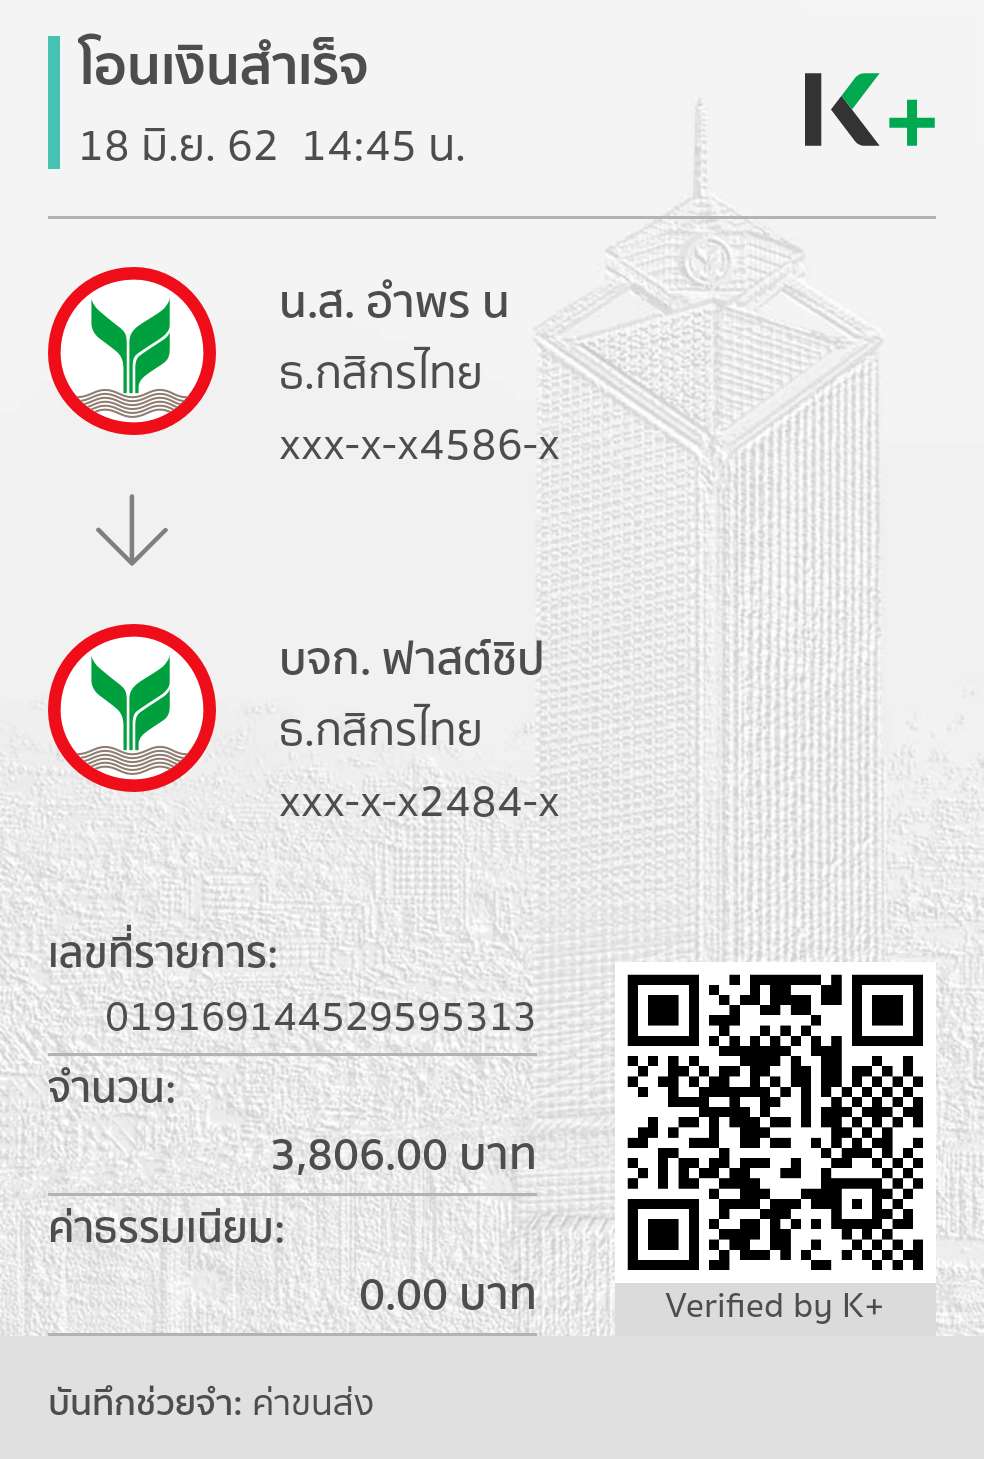 โอนเงินสำเร็จ
18 มิ.ย. 62 14:45 น.
K+
น.ส. อำพร น
ธ.กสิกรไทย
xxx-x-x4586-x
บจก. ฟาสต์ชิป
ธ.กสิกรไทย
xxx-x-x2484-x
เลขที่รายการ:
019169144529595313
จำนวน:
3,806.00 บาท
ค่าธรรมเนียม:
0.00 บาท
Verified by K+
บันทึกช่วยจำ: ค่าขนส่ง